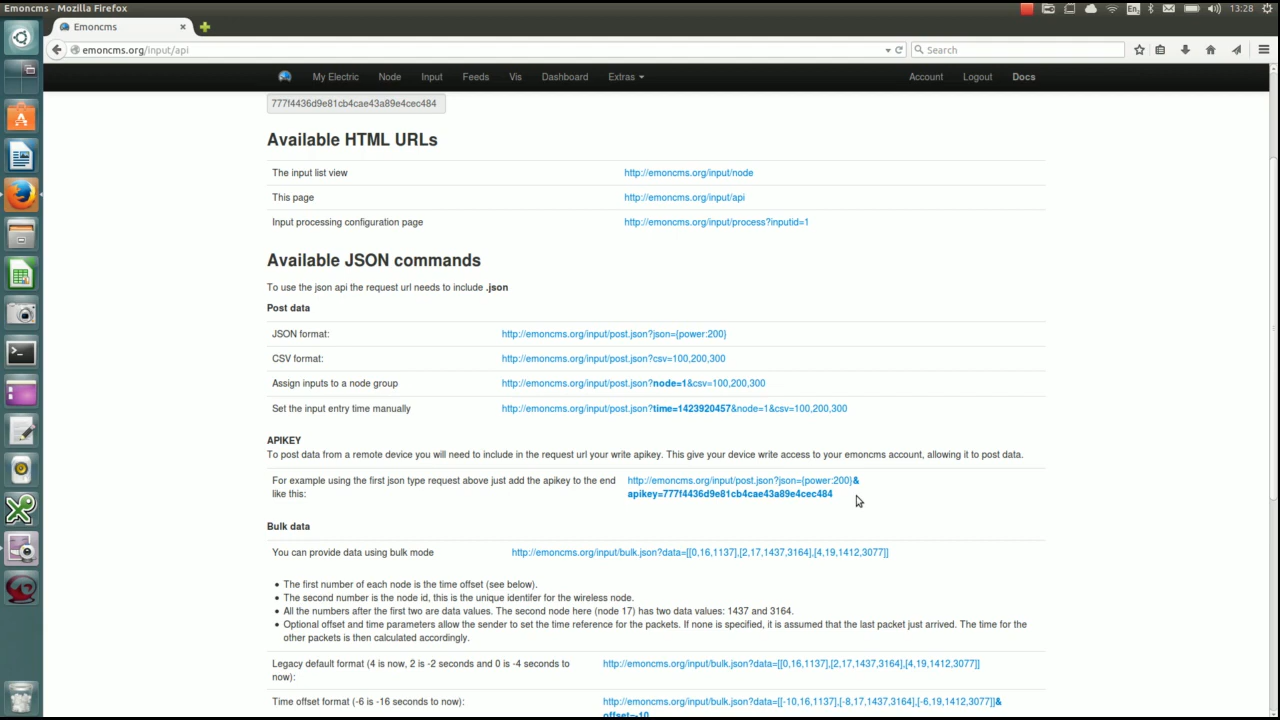 Emoncms - Mozilla Firefox
En
13:28
Emoncms
emoncms.org/input/api
Search
My Electric Node Input Feeds Vis Dashboard Extras Account Logout Docs
777f4436d9e81cb4cae43a89e4cec484
Available HTML URLs
The input list view http://emoncms.org/input/node
This page http://emoncms.org/input/api
Input processing configuration page http://emoncms.org/input/process?inputid=1
Available JSON commands
To use the json api the request url needs to include .json
Post data
JSON format: http://emoncms.org/input/post.json?json={power:200}
CSV format: http://emoncms.org/input/post.json?csv=100,200,300
Assign inputs to a node group http://emoncms.org/input/post.json?node=1&csv=100,200,300
Set the input entry time manually http://emoncms.org/input/post.json?time=1423920457&node=1&csv=100,200,300
APIKEY
To post data from a remote device you will need to include in the request url your write apikey. This give your device write access to your emoncms account, allowing it to post data.
For example using the first json type request above just add the apikey to the end http://emoncms.org/input/post.json?json={power:200}&
like this: apikey=777f4436d9e81cb4cae43a89e4cec484
Bulk data
You can provide data using bulk mode http://emoncms.org/input/bulk.json?data=[[0,16,1137],[2,17,1437,3164],[4,19,1412,3077]]
• The first number of each node is the time offset (see below).
• The second number is the node id, this is the unique identifer for the wireless node.
• All the numbers after the first two are data values. The second node here (node 17) has two data values: 1437 and 3164.
• Optional offset and time parameters allow the sender to set the time reference for the packets. If none is specified, it is assumed that the last packet just arrived. The time for the
other packets is then calculated accordingly.
Legacy default format (4 is now, 2 is -2 seconds and 0 is -4 seconds to http://emoncms.org/input/bulk.json?data=[[0,16,1137],[2,17,1437,3164],[4,19,1412,3077]]
now):
Time offset format (-6 is -16 seconds to now): http://emoncms.org/input/bulk.json?data=[[-10,16,1137],[-8,17,1437,3164],[-6,19,1412,3077]]&
offset=-10